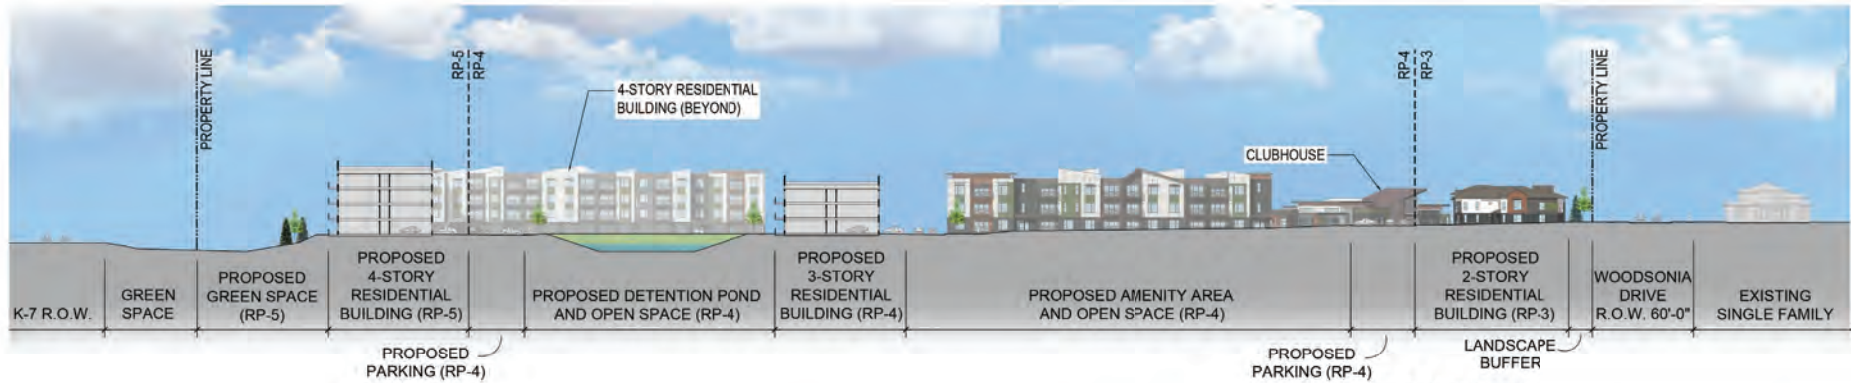 PROPERTY LINE
RP-5
RP-4
4-STORY RESIDENTIAL
BUILDING (BEYOND)
CLUBHOUSE
RP-4
RP-3
PROPERTY LINE
K-7 R.O.W.
GREEN
SPACE
PROPOSED
GREEN SPACE
(RP-5)
PROPOSED
4-STORY
RESIDENTIAL
BUILDING (RP-5)
PROPOSED DETENTION POND
AND OPEN SPACE (RP-4)
PROPOSED
3-STORY
RESIDENTIAL
BUILDING (RP-4)
PROPOSED AMENITY AREA
AND OPEN SPACE (RP-4)
PROPOSED
2-STORY
RESIDENTIAL
BUILDING (RP-3)
WOODSONIA
DRIVE
R.O.W. 60'-0"
EXISTING
SINGLE FAMILY
PROPOSED
PARKING (RP-4)
PROPOSED
PARKING (RP-4)
LANDSCAPE
BUFFER